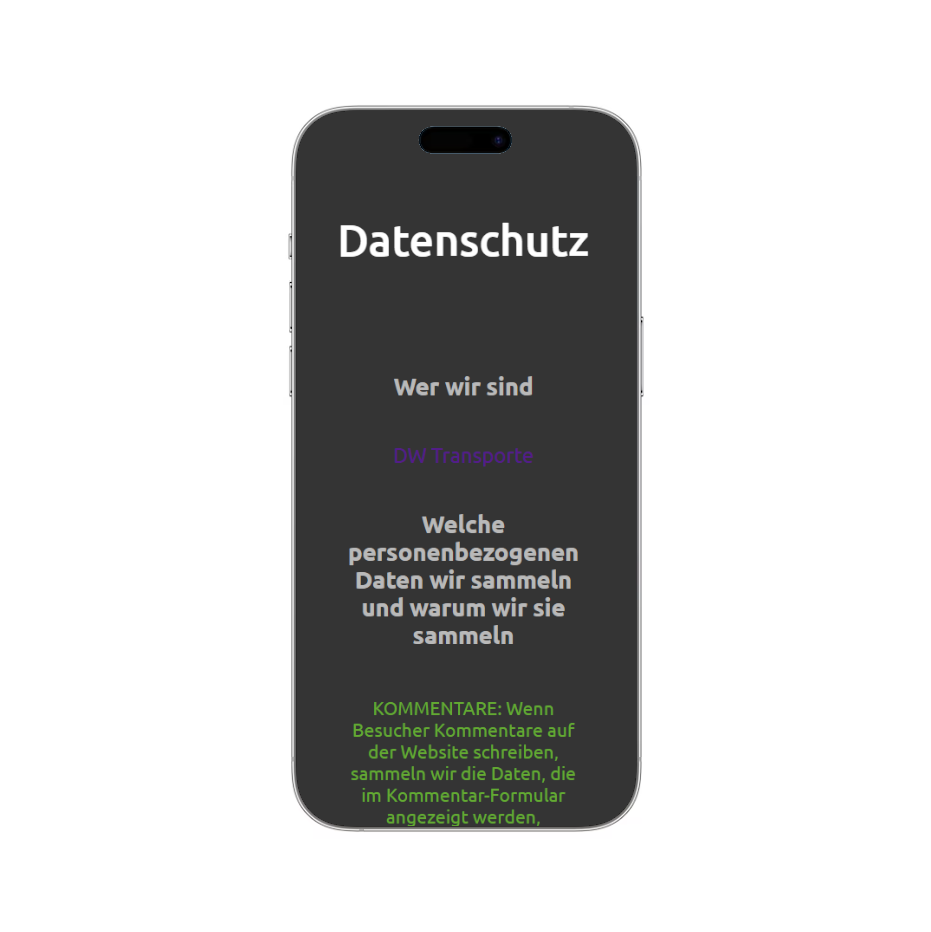 Datenschutz
Wer wir sind
DW Transporte
Welche
personenbezogenen
Daten wir sammeln
und warum wir sie
sammeln
KOMMENTARE: Wenn
Besucher Kommentare auf
der Website schreiben,
sammeln wir die Daten, die
im Kommentar-Formular
angezeigt werden,